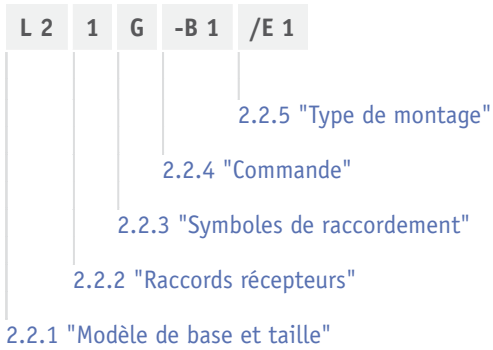 L 2 1 G -B 1 /E 1
2.2.5 "Type de montage"
2.2.4 "Commande"
2.2.3 "Symboles de raccordement"
2.2.2 "Raccords récepteurs"
2.2.1 "Modèle de base et taille"